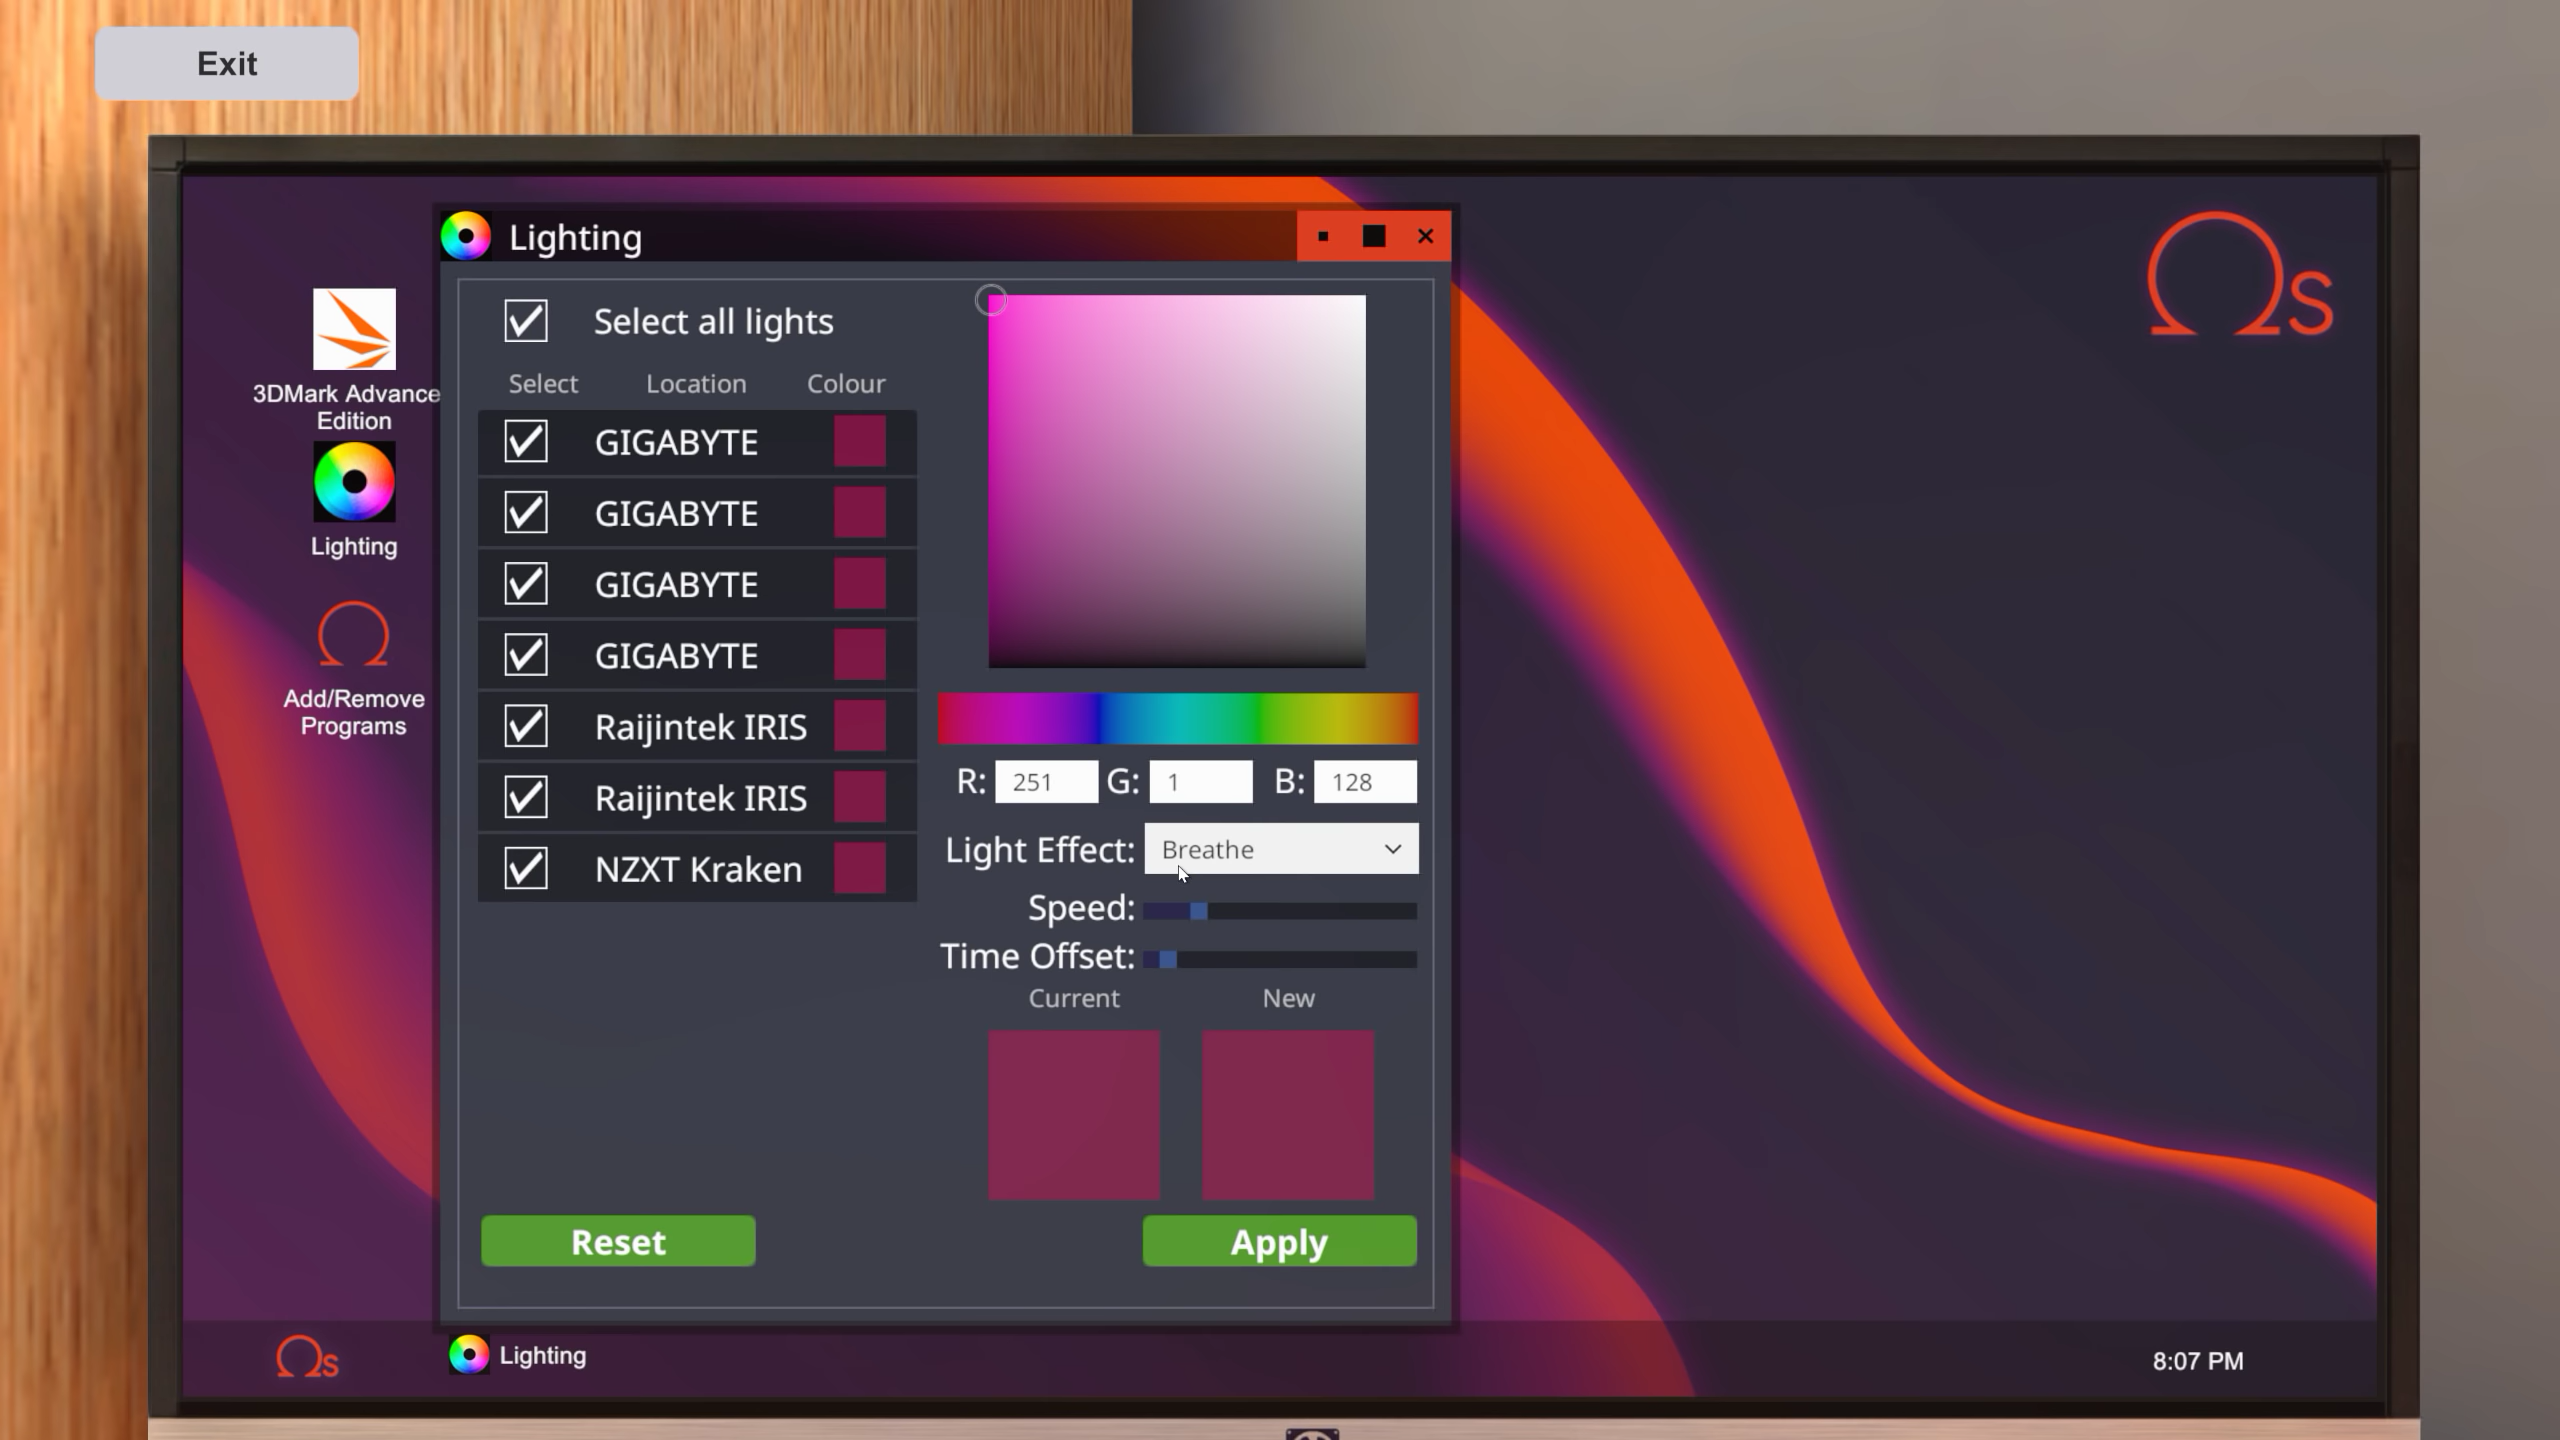 Exit
Lighting
Select all lights
Select Location Colour
GIGABYTE
GIGABYTE
GIGABYTE
GIGABYTE
Raijintek IRIS
Raijintek IRIS
NZXT Kraken
R: 251 G: 1 B: 128
Light Effect: Breathe
Speed:
Time Offset:
Current New
Reset Apply
3DMark Advance
Edition
Lighting
Add/Remove
Programs
Ωs
Ωs Lighting 8:07 PM